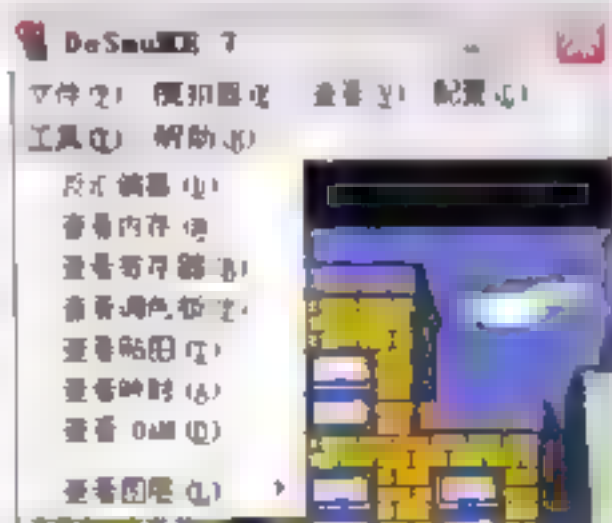 DeSmuME
文件(F) 模拟器(E) 查看(V) 配置(C)
工具(T) 帮助(H)
反汇编器(D)
查看内存(M)
查看寄存器(R)
查看调色板(P)
查看贴图(T)
查看映射(A)
查看 OAM (O)
查看图层(L)